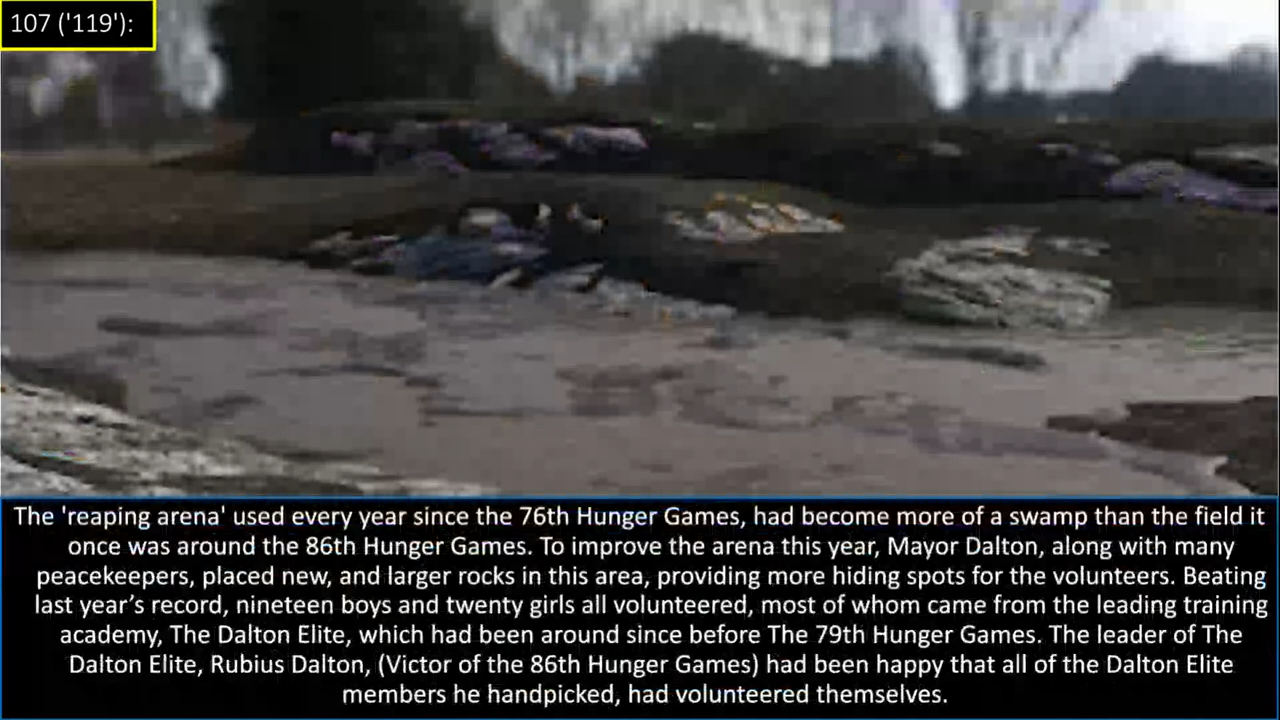 107 ('119'):
The 'reaping arena' used every year since the 76th Hunger Games, had become more of a swamp than the field it
once was around the 86th Hunger Games. To improve the arena this year, Mayor Dalton, along with many
peacekeepers, placed new, and larger rocks in this area, providing more hiding spots for the volunteers. Beating
last year’s record, nineteen boys and twenty girls all volunteered, most of whom came from the leading training
academy, The Dalton Elite, which had been around since before The 79th Hunger Games. The leader of The
Dalton Elite, Rubius Dalton, (Victor of the 86th Hunger Games) had been happy that all of the Dalton Elite
members he handpicked, had volunteered themselves.